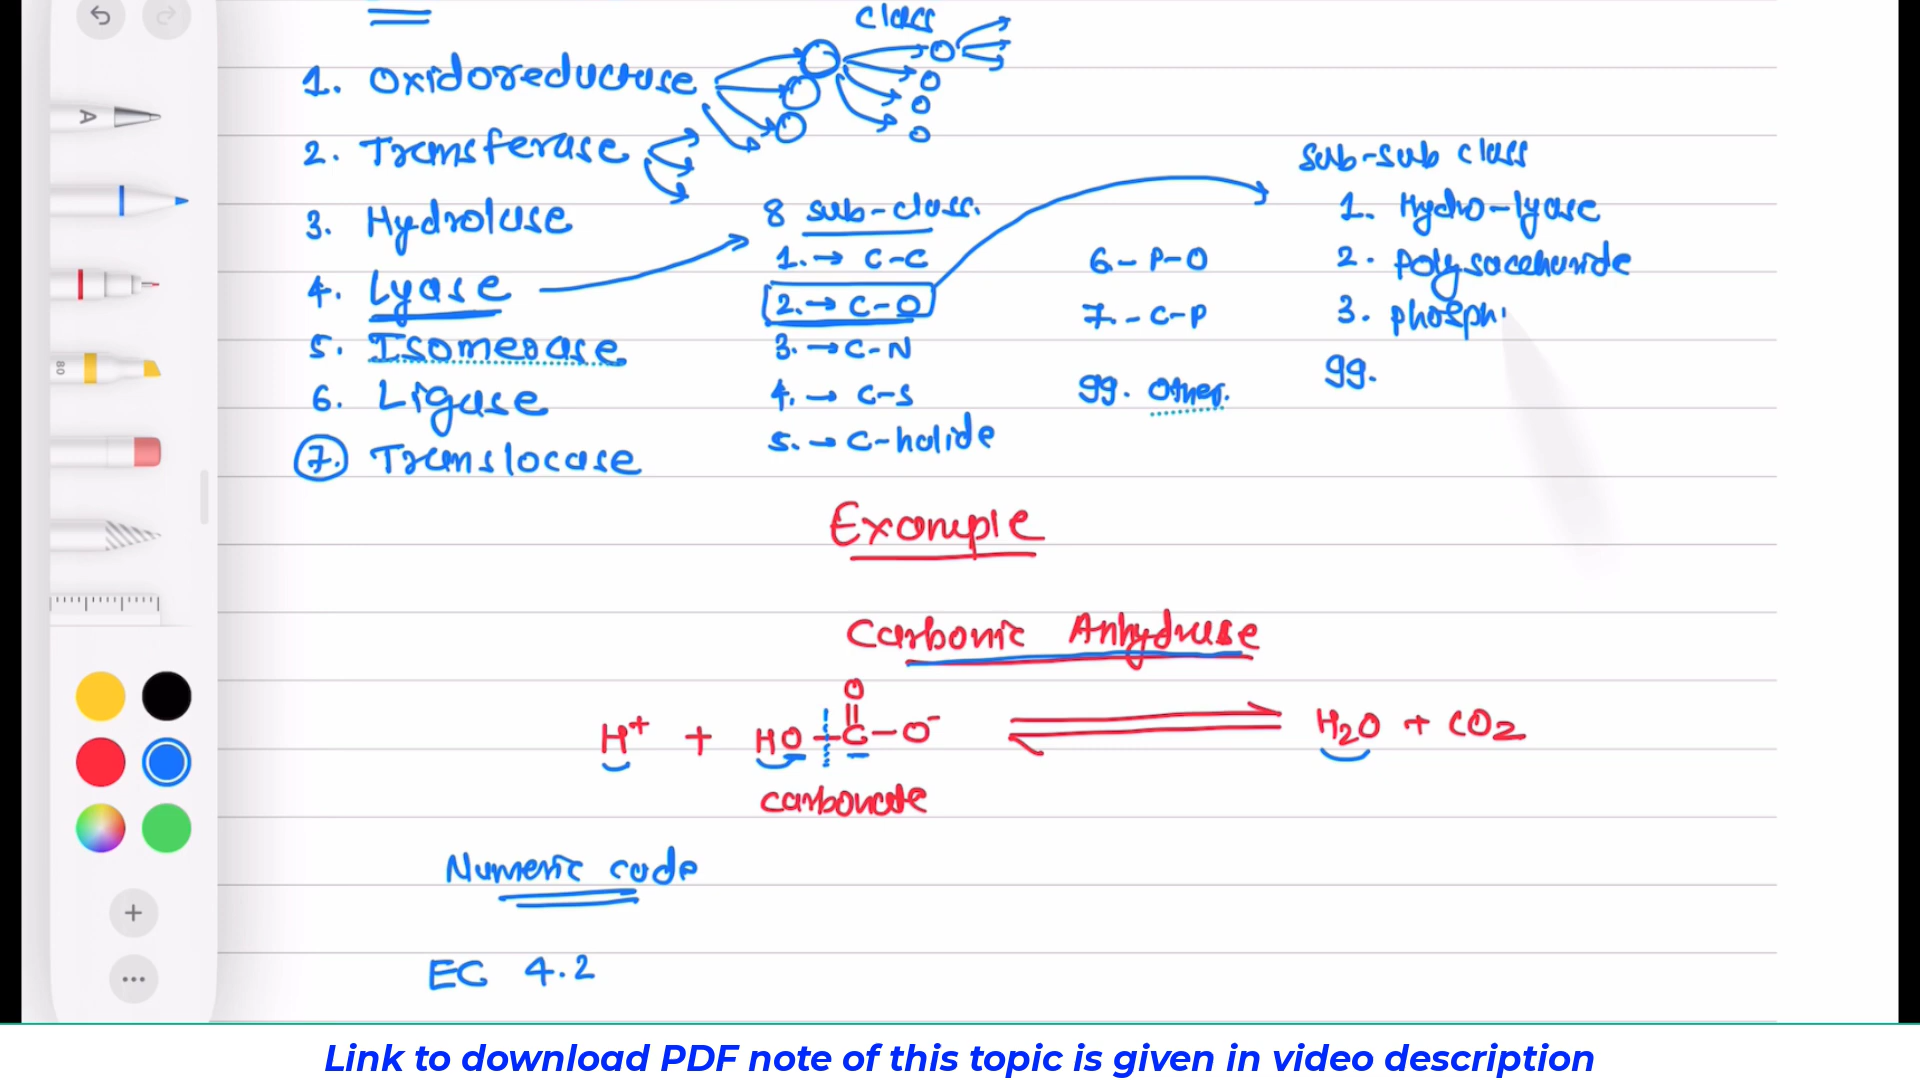 class
1. Oxidoreductase
2. Transferase
3. Hydrolase
4. Lyase
5. Isomerase
6. Ligase
7. Translocase
8 sub-class.
1. → C-C
2. → C-O
3. → C-N
4. → C-S
5. → C-halide
6 - P-O
7. - C-P
99. Other.
Sub-sub class
1. Hydro-lyase
2. Polysaccharide
3. Phosph
99.
Example
Carbonic Anhydrase
O
H+ + HO-C-O- ⇌ H2O + CO2
carbonate
Numeric code
EC 4.2
A
80
Link to download PDF note of this topic is given in video description